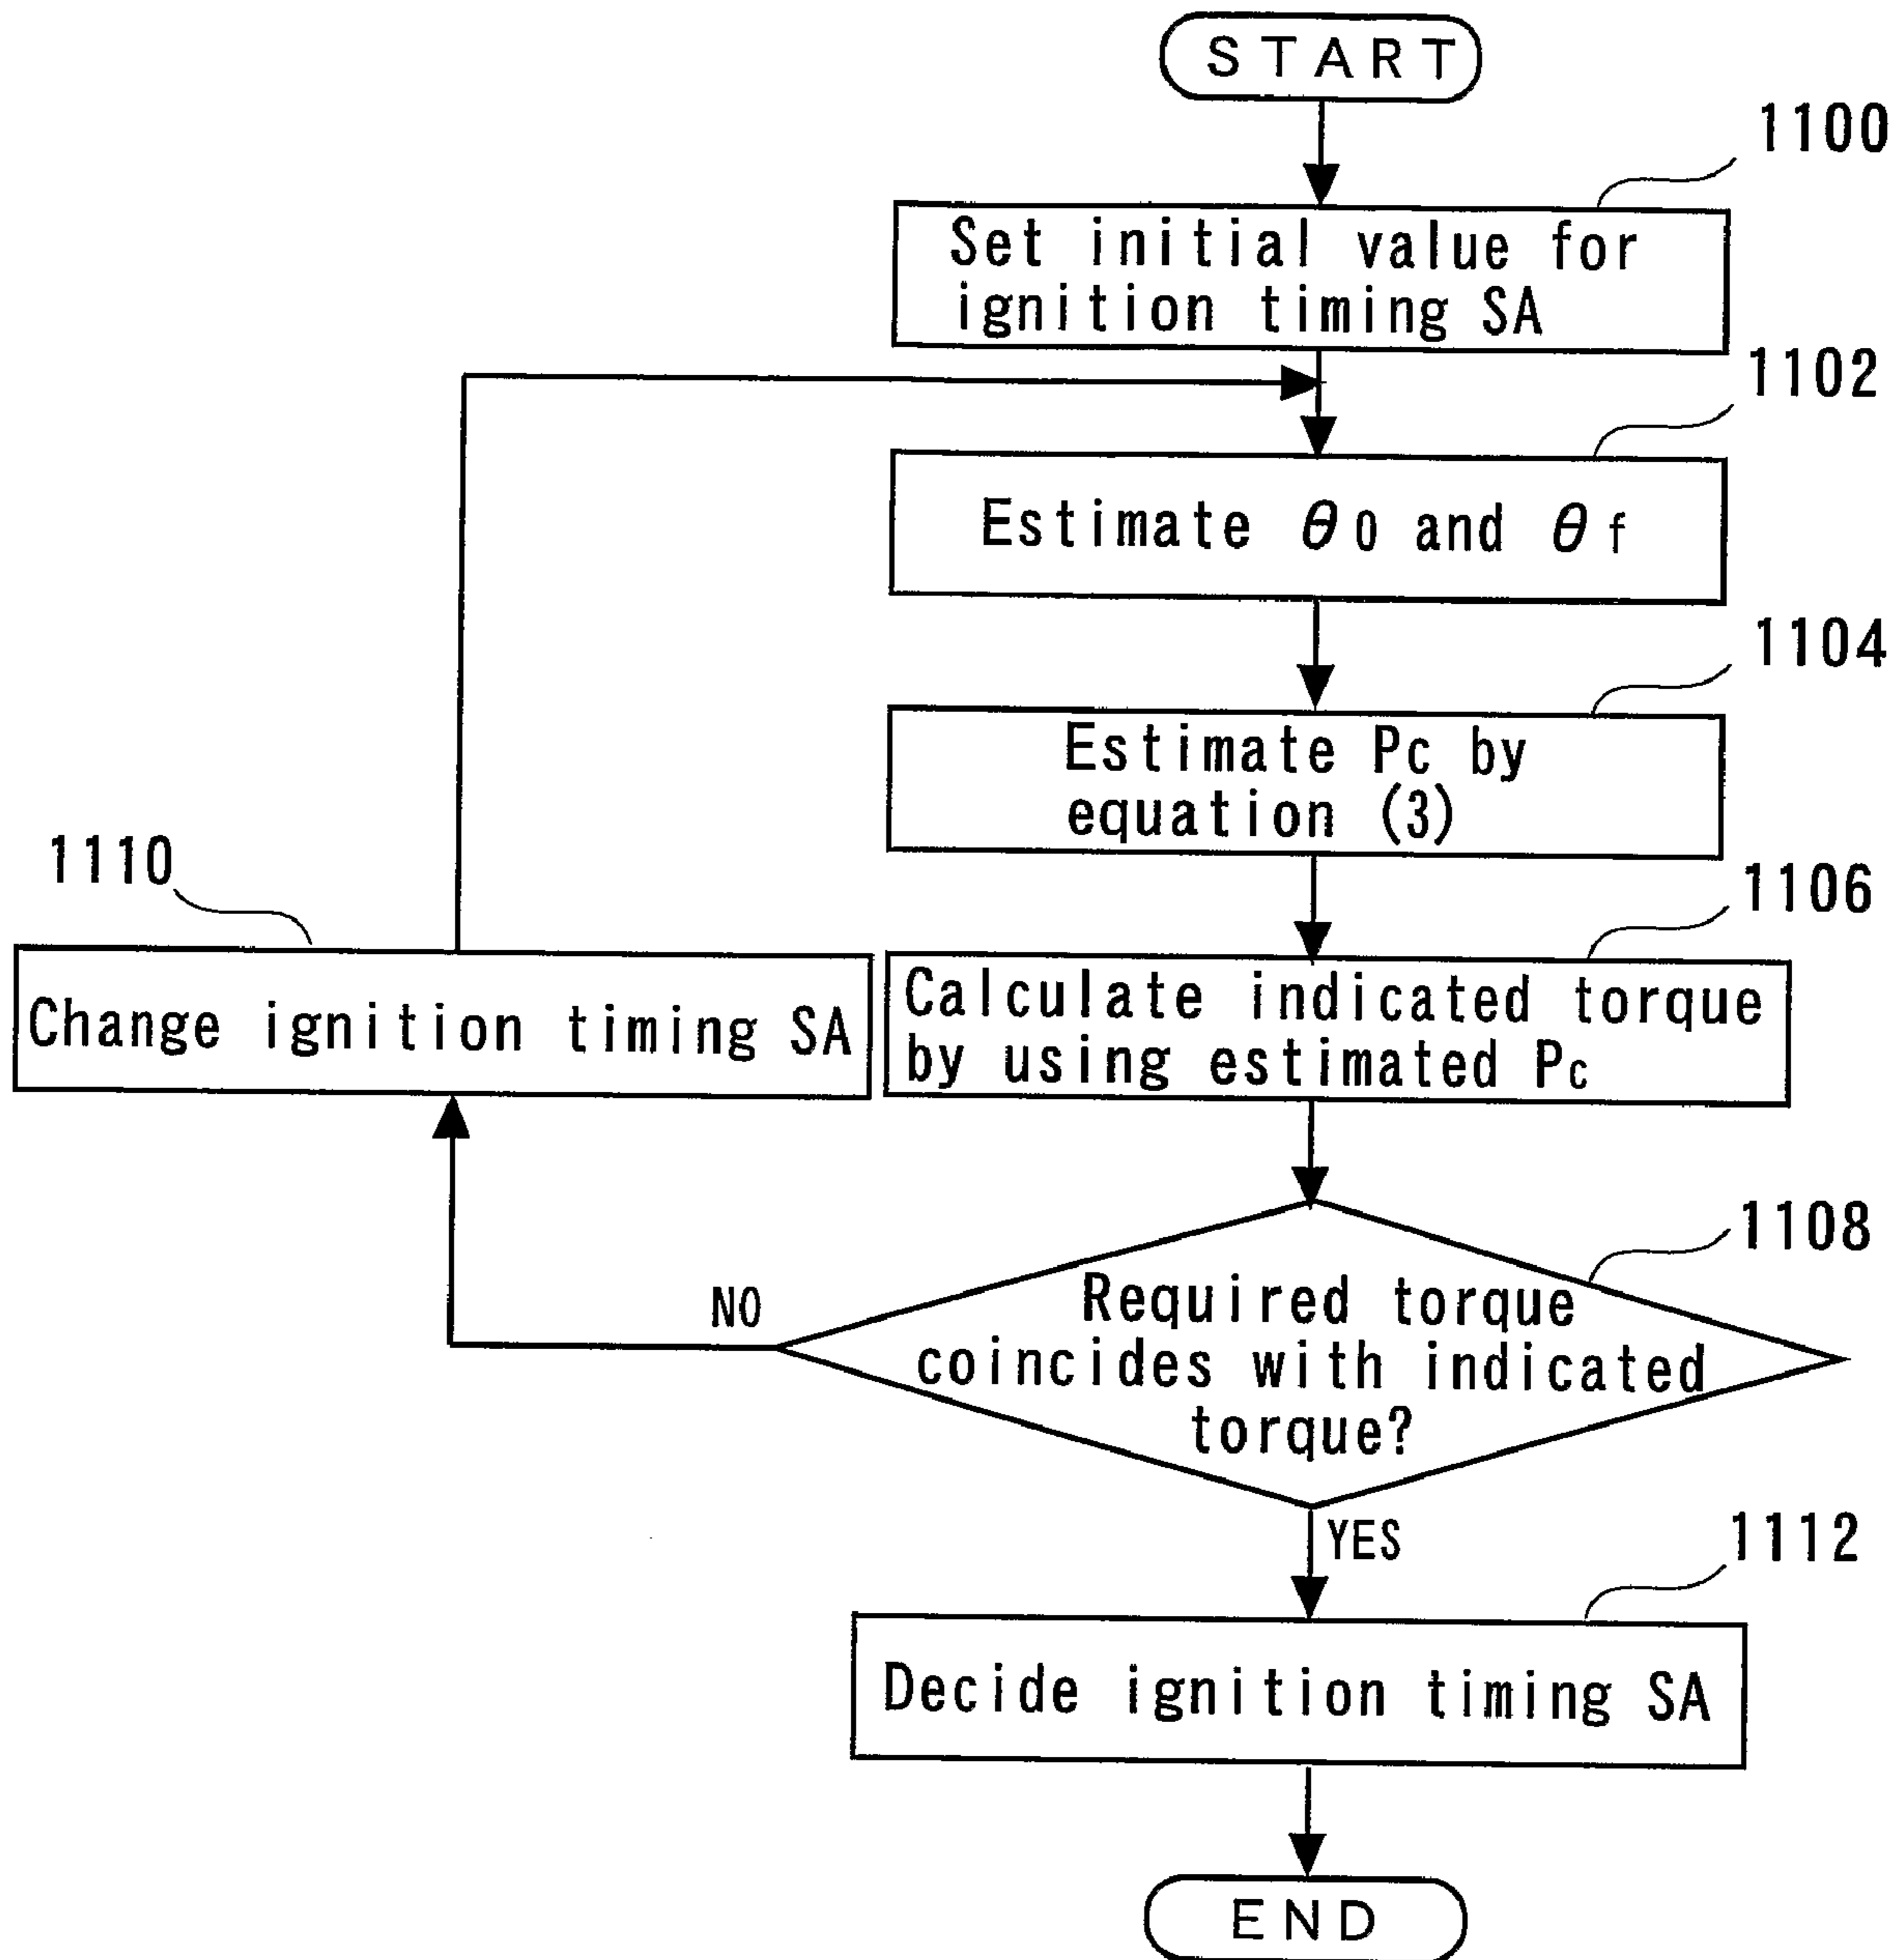 START
1100
Set initial value for
ignition timing SA
1102
Estimate θ0 and θf
1104
Estimate Pc by
equation (3)
1110
1106
Change ignition timing SA
Calculate indicated torque
by using estimated Pc
1108
NO
Required torque
coincides with indicated
torque?
YES
1112
Decide ignition timing SA
END